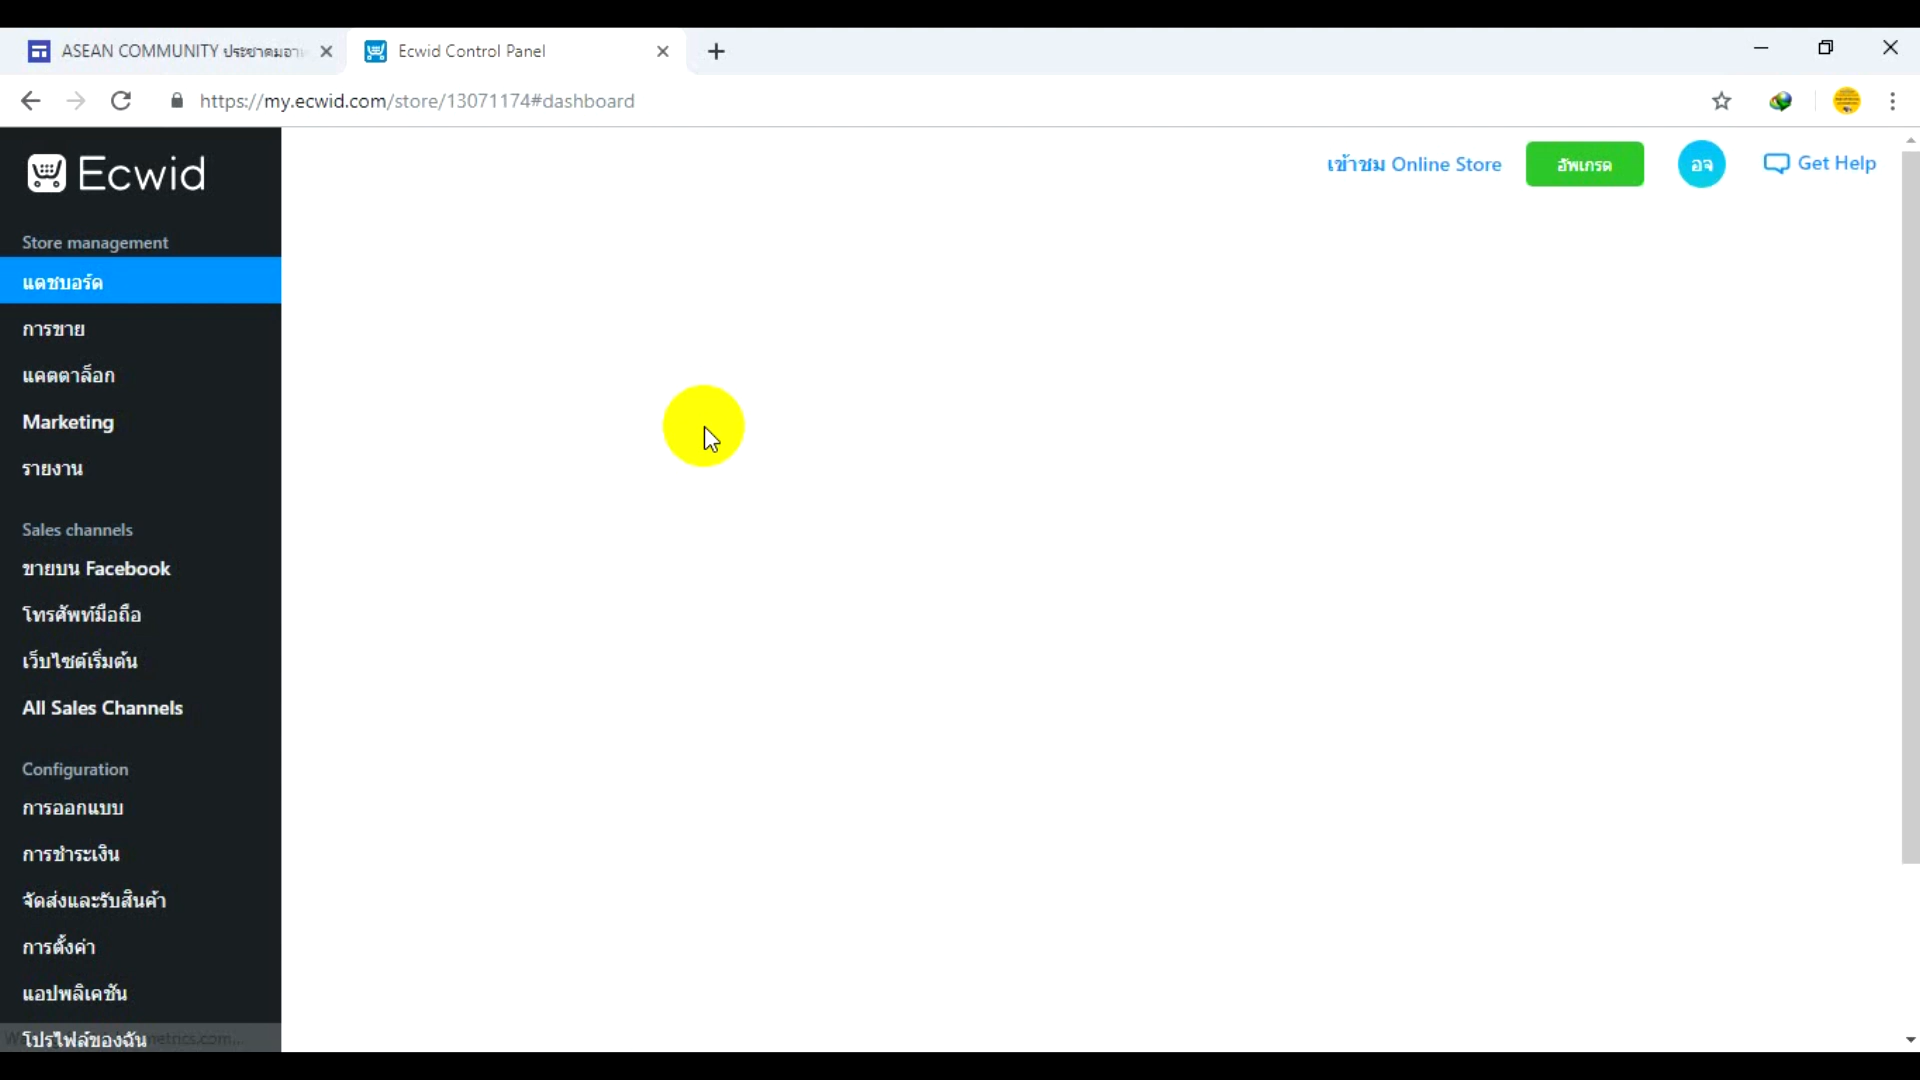 ASEAN COMMUNITY
Ecwid Control Panel
https://my.ecwid.com/store/13071174#dashboard
Ecwid
เข้าชม Online Store
อัพเกรด
อจ
Get Help
Store management
แดชบอร์ด
การขาย
แคตตาล็อก
Marketing
รายงาน
Sales channels
ขายบน Facebook
โทรศัพท์มือถือ
เว็บไซต์เริ่มต้น
All Sales Channels
Configuration
การออกแบบ
การชำระเงิน
จัดส่งและรับสินค้า
การตั้งค่า
แอปพลิเคชัน
โปรไฟล์ของฉัน